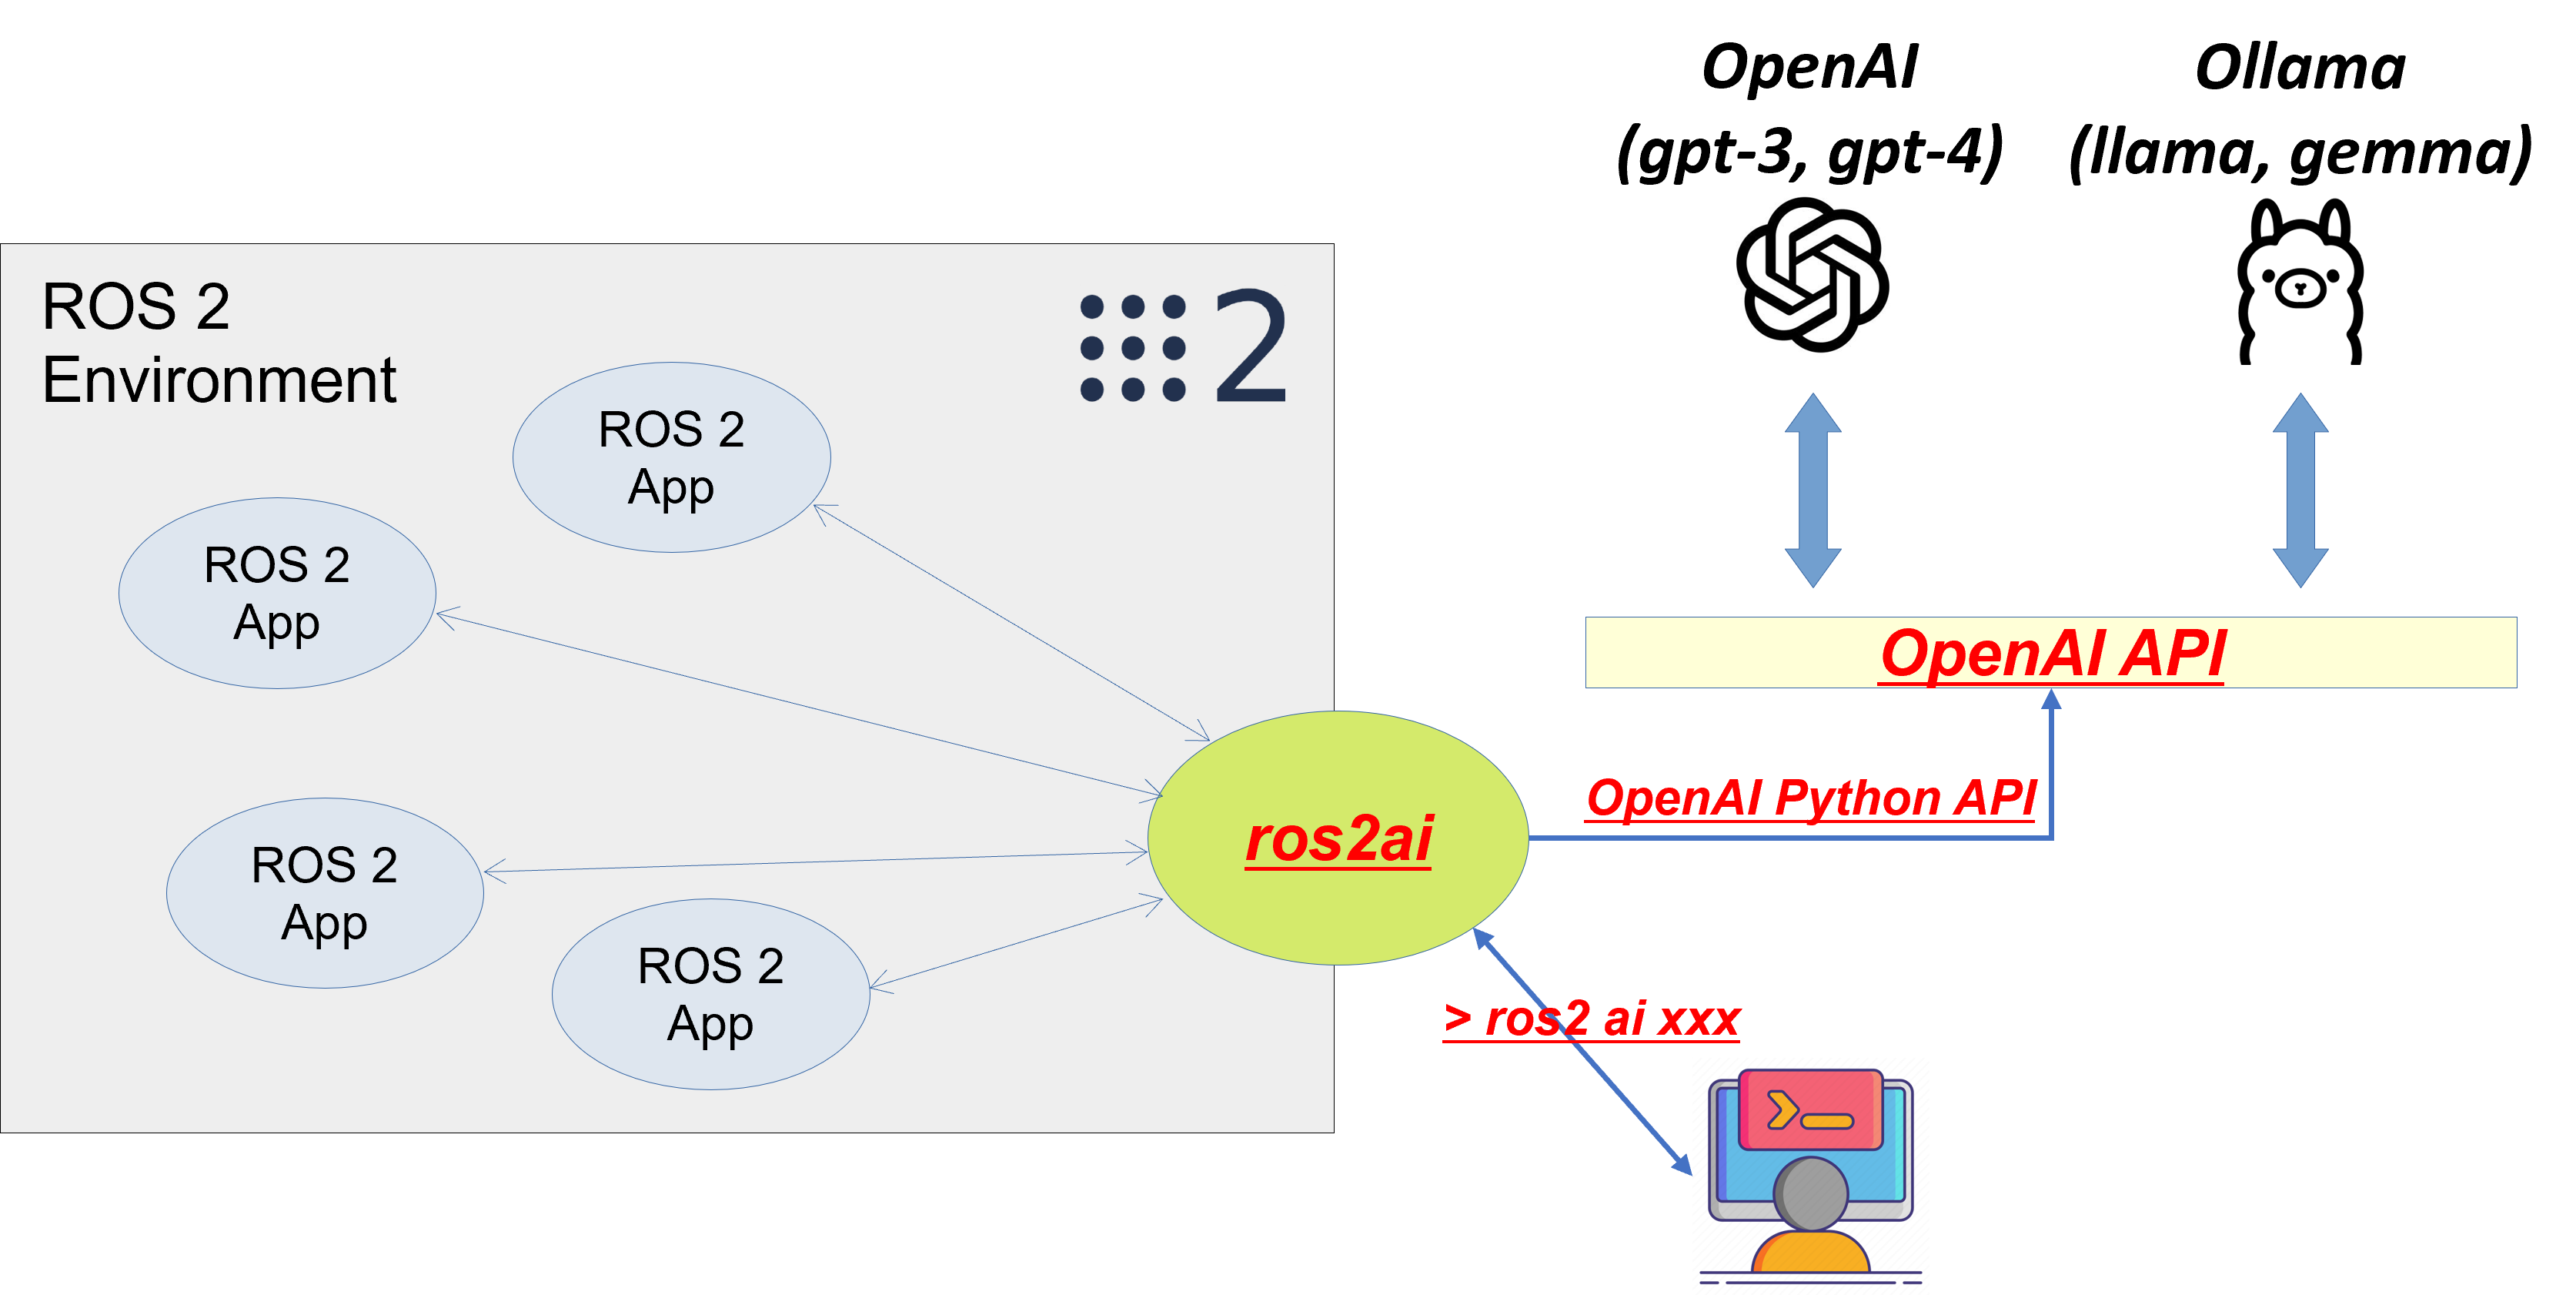 OpenAI
(gpt-3, gpt-4)
Ollama
(llama, gemma)
ROS 2
Environment
2
ROS 2
App
ROS 2
App
ROS 2
App
ROS 2
App
ros2ai
OpenAI API
OpenAI Python API
> ros2 ai xxx